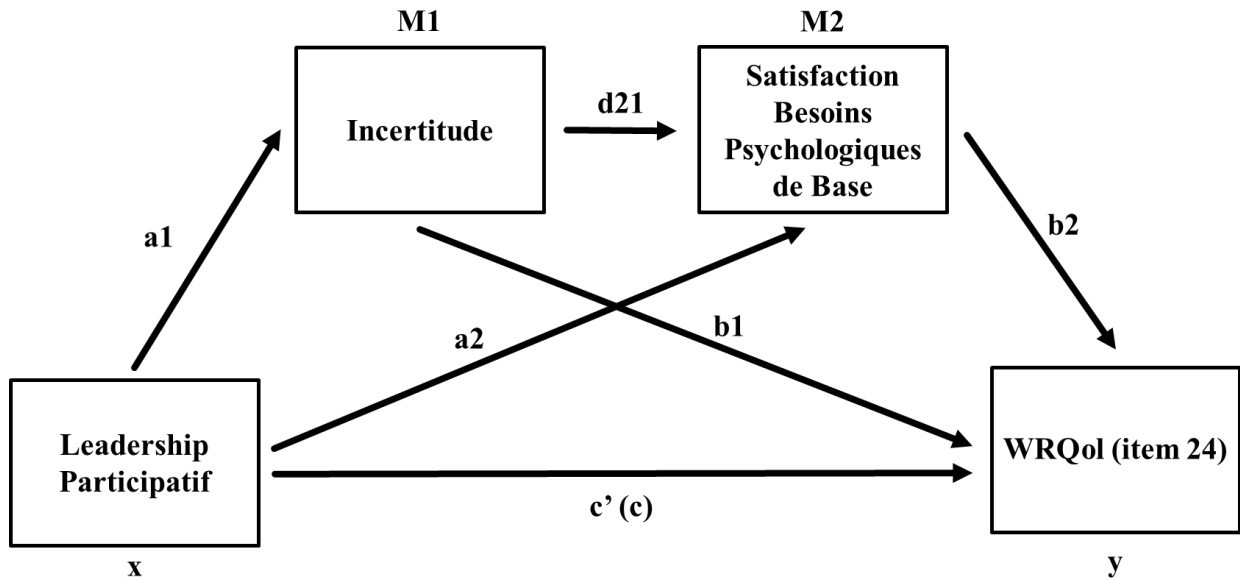 M1
M2
Incertitude
d21
Satisfaction
Besoins
Psychologiques
de Base
a1
b2
a2
b1
Leadership
Participatif
WRQol (item 24)
c’ (c)
x
y